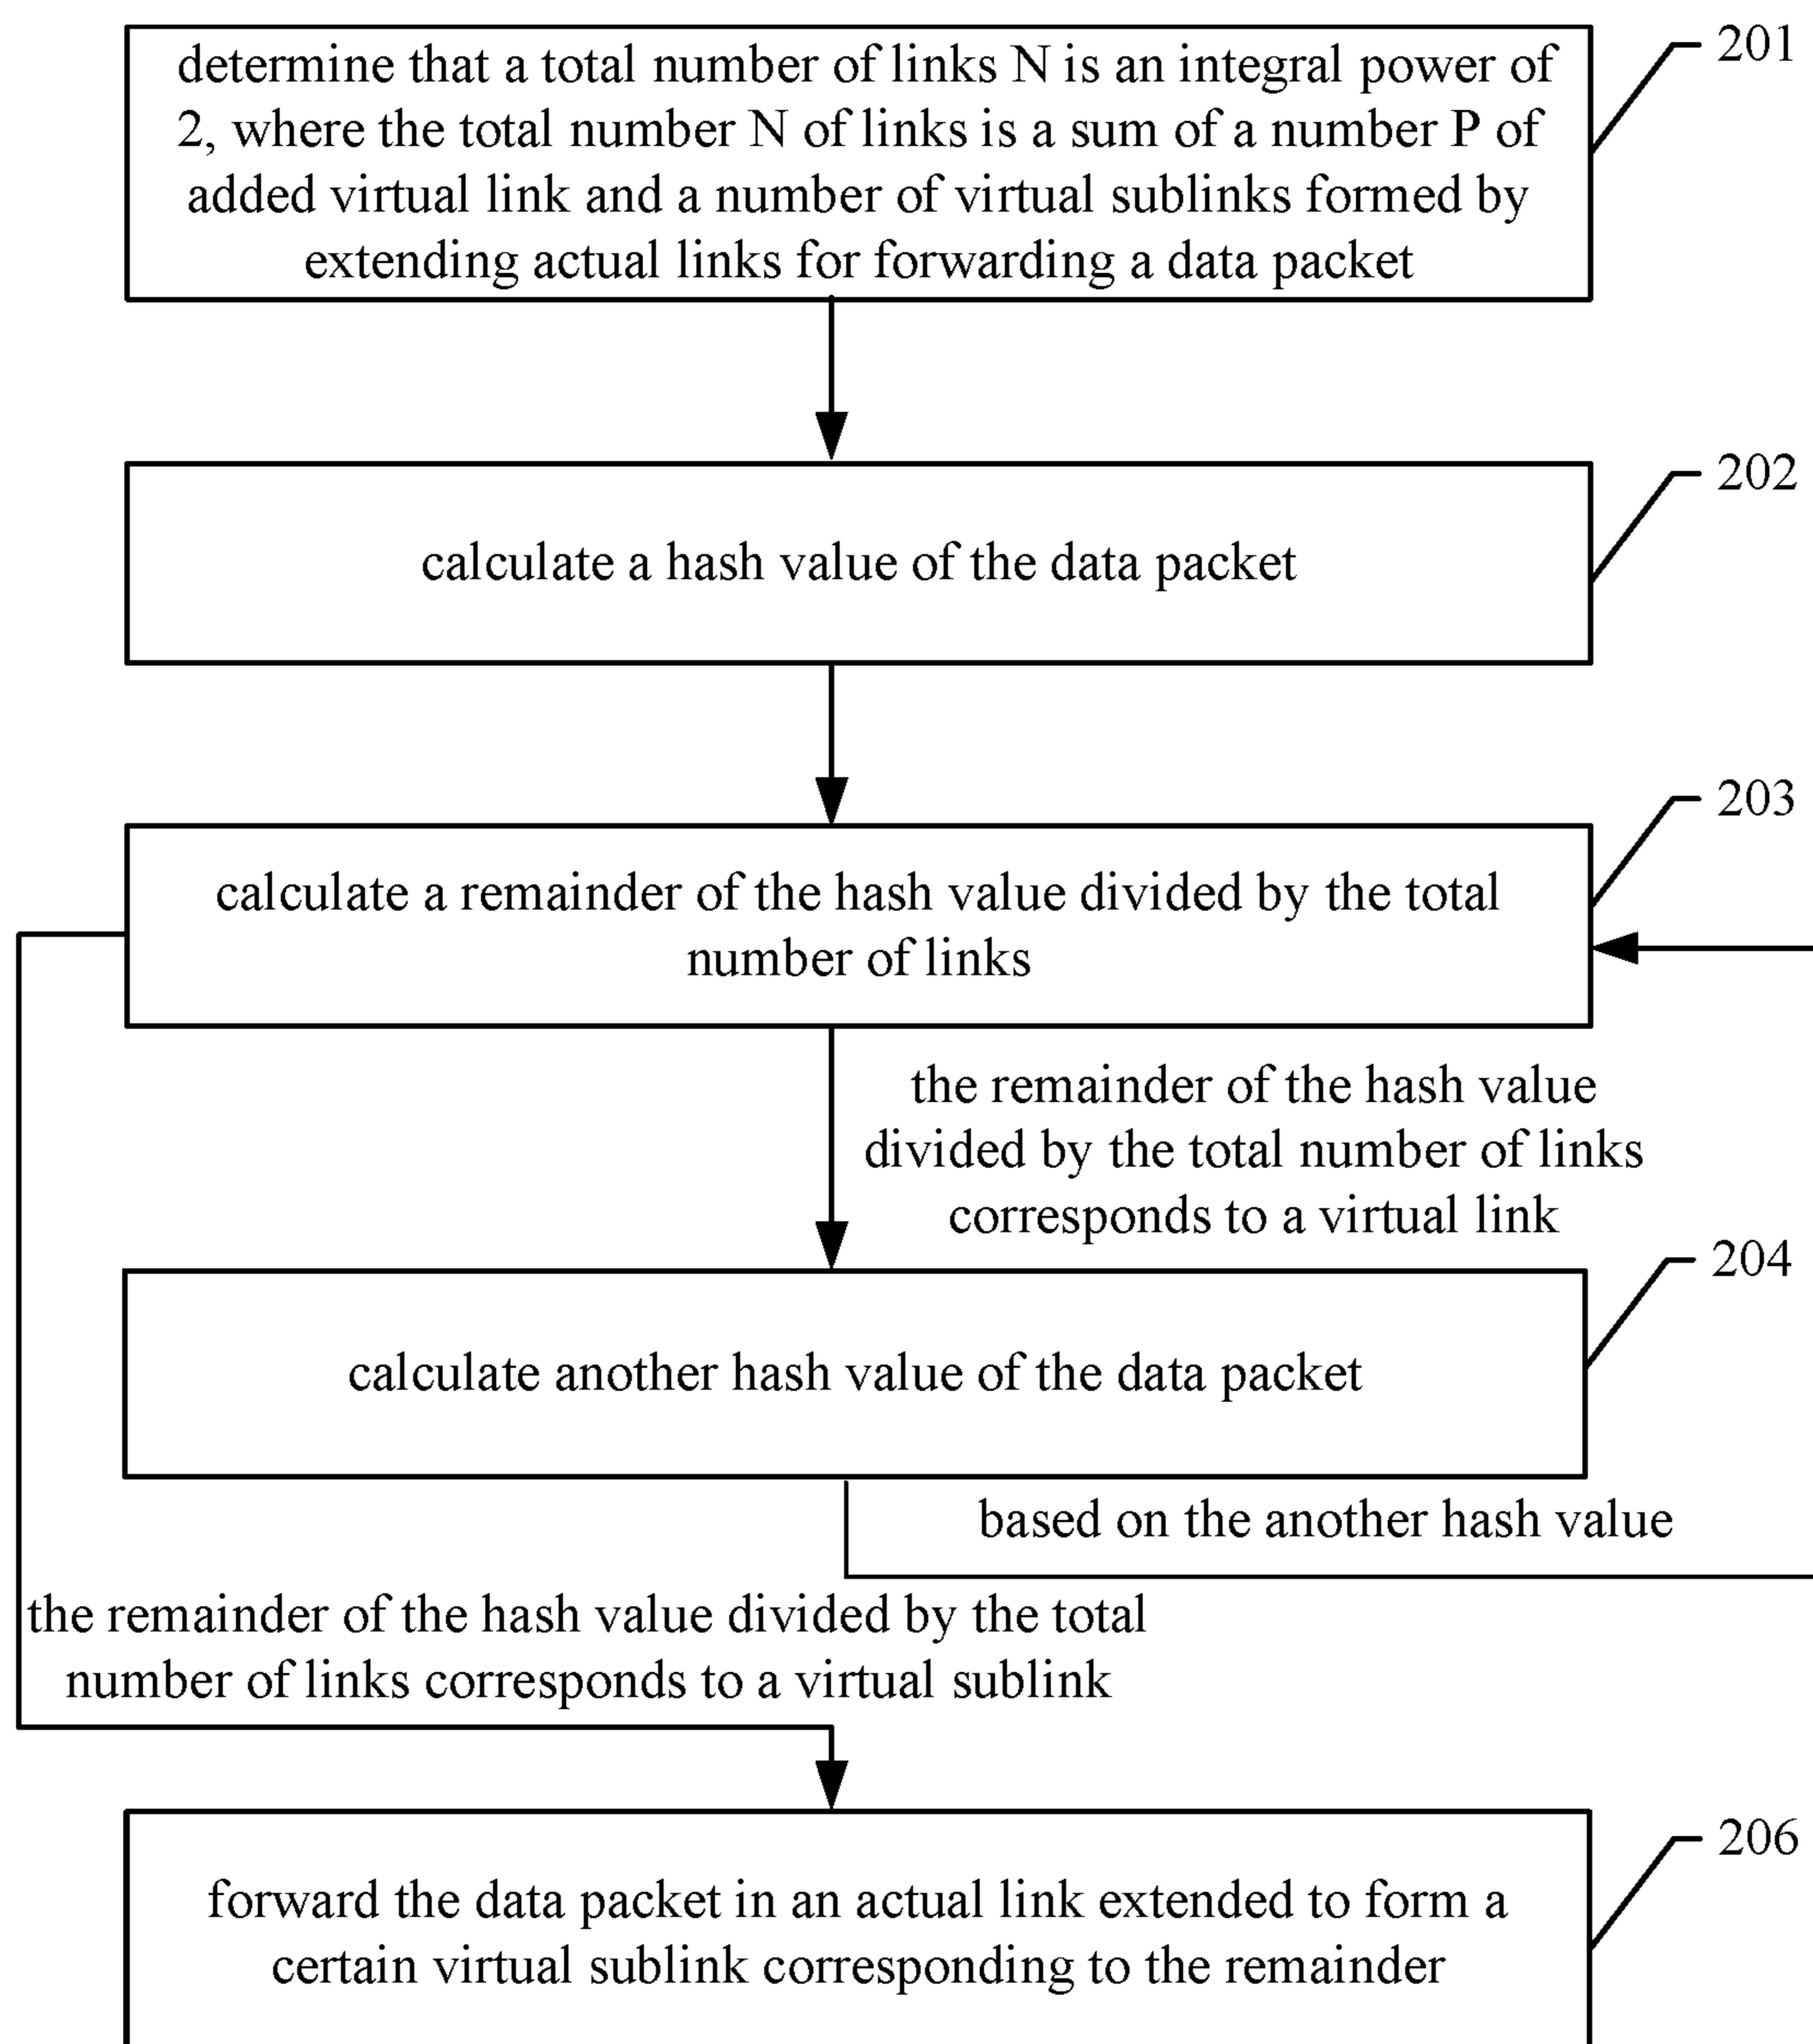 determine that a total number of links N is an integral power of
2, where the total number N of links is a sum of a number P of
added virtual link and a number of virtual sublinks formed by
extending actual links for forwarding a data packet
201
calculate a hash value of the data packet
202
calculate a remainder of the hash value divided by the total
number of links
203
the remainder of the hash value
divided by the total number of links
corresponds to a virtual link
calculate another hash value of the data packet
204
based on the another hash value
the remainder of the hash value divided by the total
number of links corresponds to a virtual sublink
forward the data packet in an actual link extended to form a
certain virtual sublink corresponding to the remainder
206